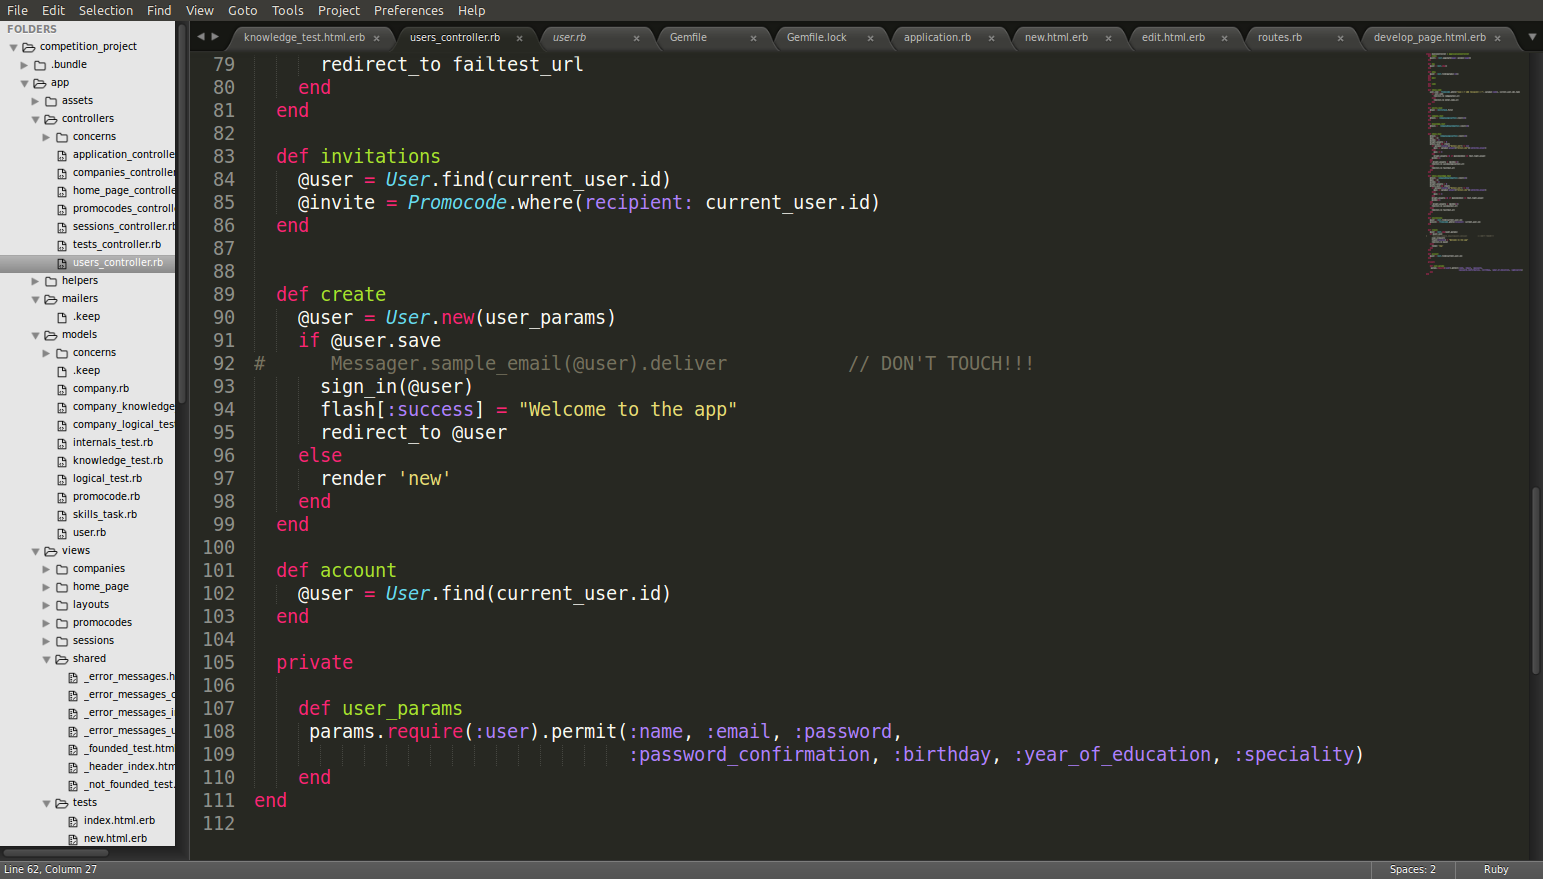 File Edit Selection Find View Goto Tools Project Preferences Help
FOLDERS
competition_project
.bundle
app
assets
controllers
concerns
application_controlle
companies_controller
home_page_controlle
promocodes_controll
sessions_controller.rb
tests_controller.rb
users_controller.rb
helpers
mailers
.keep
models
concerns
.keep
company.rb
company_knowledge
company_logical_test
internals_test.rb
knowledge_test.rb
logical_test.rb
promocode.rb
skills_task.rb
user.rb
views
companies
home_page
layouts
promocodes
sessions
shared
_error_messages.h
_error_messages_c
_error_messages_i
_error_messages_u
_founded_test.html
_header_index.htm
_not_founded_test.
tests
index.html.erb
new.html.erb
knowledge_test.html.erb × users_controller.rb × user.rb × Gemfile × Gemfile.lock × application.rb × new.html.erb × edit.html.erb × routes.rb × develop_page.html.erb ×
79 redirect_to failtest_url
80 end
81 end
82
83 def invitations
84 @user = User.find(current_user.id)
85 @invite = Promocode.where(recipient: current_user.id)
86 end
87
88
89 def create
90 @user = User.new(user_params)
91 if @user.save
92 # Messager.sample_email(@user).deliver // DON'T TOUCH!!!
93 sign_in(@user)
94 flash[:success] = "Welcome to the app"
95 redirect_to @user
96 else
97 render 'new'
98 end
99 end
100
101 def account
102 @user = User.find(current_user.id)
103 end
104
105 private
106
107 def user_params
108 params.require(:user).permit(:name, :email, :password,
109 :password_confirmation, :birthday, :year_of_education, :speciality)
110 end
111 end
112
Line 62, Column 27 Spaces: 2 Ruby